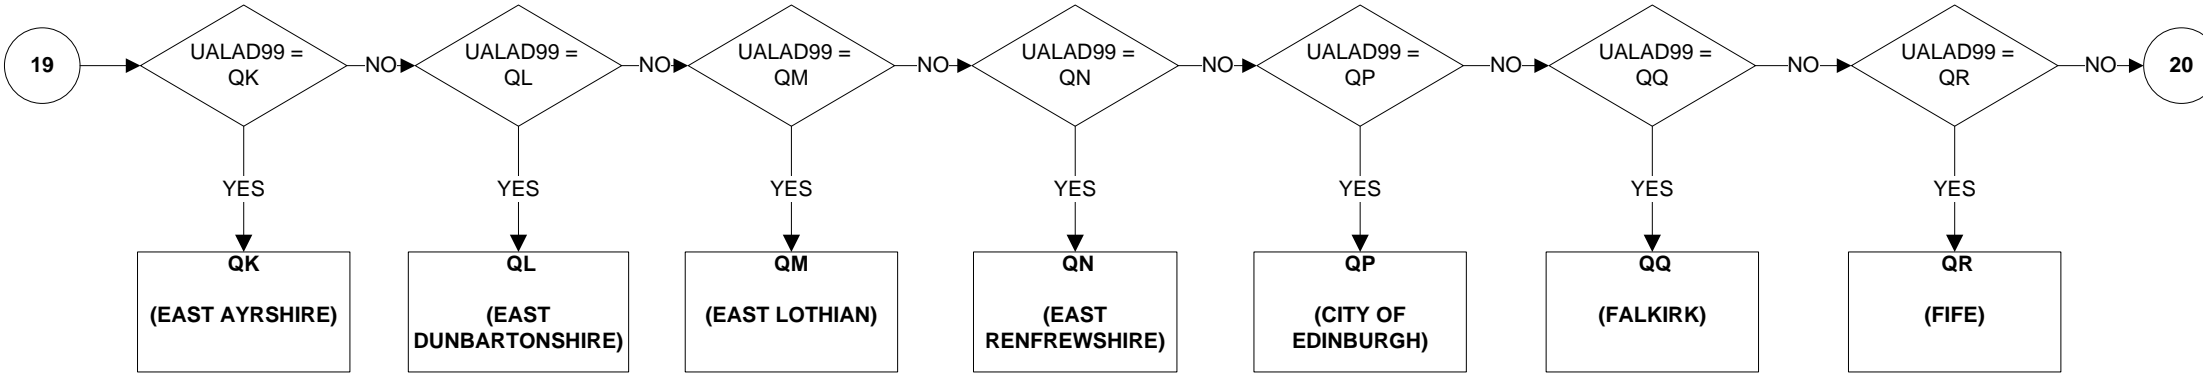 19
UALAD99 =
QK
NO
UALAD99 =
QL
NO
UALAD99 =
QM
NO
UALAD99 =
QN
NO
UALAD99 =
QP
NO
UALAD99 =
QQ
NO
UALAD99 =
QR
NO
20
YES
YES
YES
YES
YES
YES
YES
QK
(EAST AYRSHIRE)
QL
(EAST
DUNBARTONSHIRE)
QM
(EAST LOTHIAN)
QN
(EAST
RENFREWSHIRE)
QP
(CITY OF
EDINBURGH)
QQ
(FALKIRK)
QR
(FIFE)